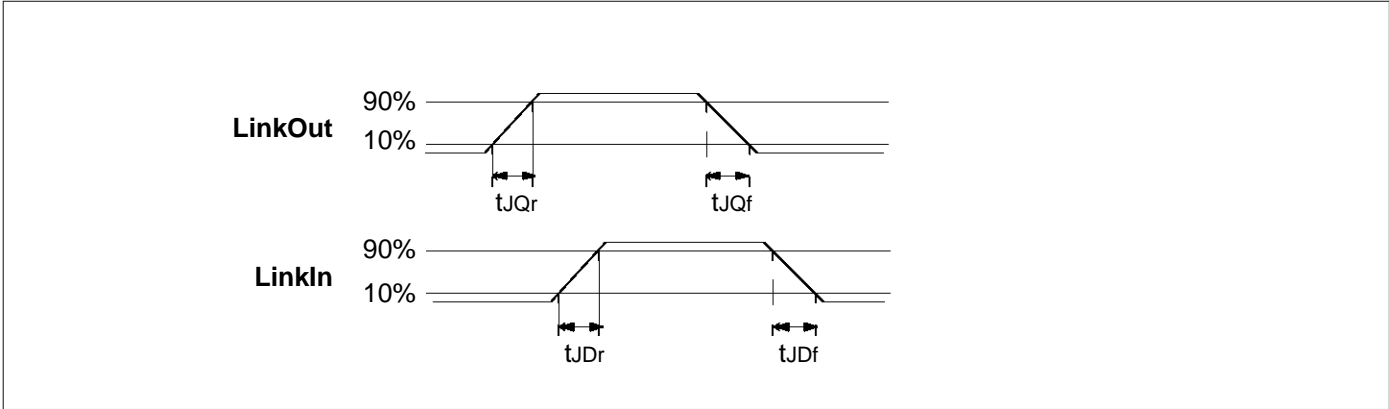 90%
LinkOut
10%
tJQr tJQf
90%
LinkIn
10%
tJDr tJDf